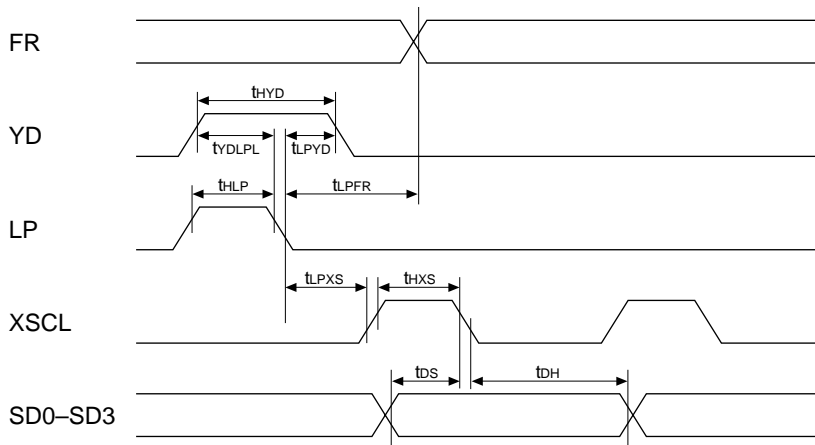 FR
tHYD
YD
tYDLPL tLPYD
tHLP tLPFR
LP
tLPXS tHXS
XSCL
tDS tDH
SD0–SD3